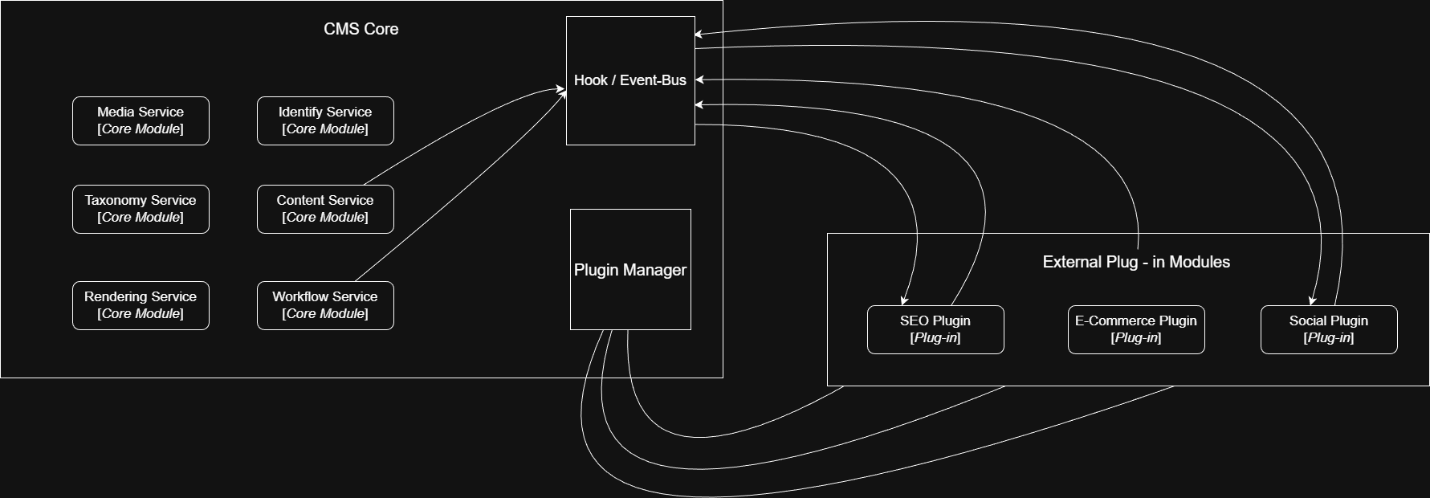 CMS Core
Hook / Event-Bus
Media Service
[Core Module]
Identify Service
[Core Module]
Taxonomy Service
[Core Module]
Content Service
[Core Module]
Plugin Manager
External Plug - in Modules
Rendering Service
[Core Module]
Workflow Service
[Core Module]
SEO Plugin
[Plug-in]
E-Commerce Plugin
[Plug-in]
Social Plugin
[Plug-in]